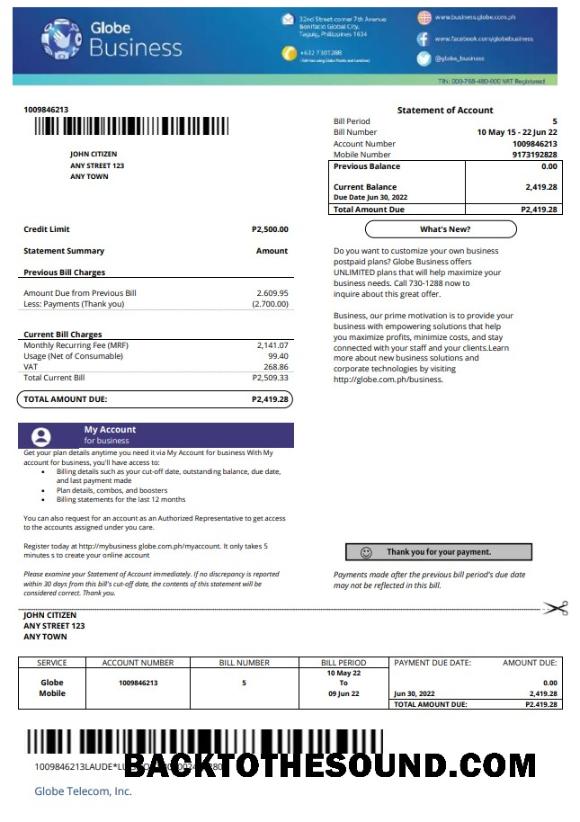 Globe
Business
32nd Street corner 7th Avenue
Bonifacio Global City,
Taguig, Philippines 1634
+632 7301288
www.business.globe.com.ph
www.facebook.com/globebusiness
@globe_business
TIN: 000-768-480-000 VAT Registered
1009846213
JOHN CITIZEN
ANY STREET 123
ANY TOWN
Statement of Account
Bill Period 5
Bill Number 10 May 15 - 22 Jun 22
Account Number 1009846213
Mobile Number 9173192828
Previous Balance 0.00
Current Balance 2,419.28
Due Date Jun 30, 2022
Total Amount Due P2,419.28
Credit Limit P2,500.00
Statement Summary Amount
Previous Bill Charges
Amount Due from Previous Bill 2.609.95
Less: Payments (Thank you) (2.700.00)
Current Bill Charges
Monthly Recurring Fee (MRF) 2,141.07
Usage (Net of Consumable) 99.40
VAT 268.86
Total Current Bill P2,509.33
TOTAL AMOUNT DUE: P2,419.28
What's New?
Do you want to customize your own business
postpaid plans? Globe Business offers
UNLIMITED plans that will help maximize your
business needs. Call 730-1288 now to
inquire about this great offer.
Business, our prime motivation is to provide your
business with empowering solutions that help
you maximize profits, minimize costs, and stay
connected with your staff and your clients.Learn
more about new business solutions and
corporate technologies by visiting
http://globe.com.ph/business.
My Account
for business
Get your plan details anytime you need it via My Account for business With My
account for business, you'll have access to:
• Billing details such as your cut-off date, outstanding balance, due date,
and last payment made
• Plan details, combos, and boosters
• Billing statements for the last 12 months
You can also request for an account as an Authorized Representative to get access
to the accounts assigned under you care.
Register today at http://mybusiness globe.com.ph/myaccount. It only takes 5
minutes s to create your online account
Please examine your Statement of Account immediately. If no discrepancy is reported
within 30 days from this bill's cut-off date, the contents of this statement will be
considered correct. Thank you.
Thank you for your payment.
Payments made after the previous bill period's due date
may not be reflected in this bill.
JOHN CITIZEN
ANY STREET 123
ANY TOWN
SERVICE ACCOUNT NUMBER BILL NUMBER BILL PERIOD PAYMENT DUE DATE: AMOUNT DUE:
Globe Mobile 1009846213 5
10 May 22
To
09 Jun 22
0.00
Jun 30, 2022 2,419.28
TOTAL AMOUNT DUE: P2.419.28
BACKTOTHESOUND.COM
Globe Telecom, Inc.